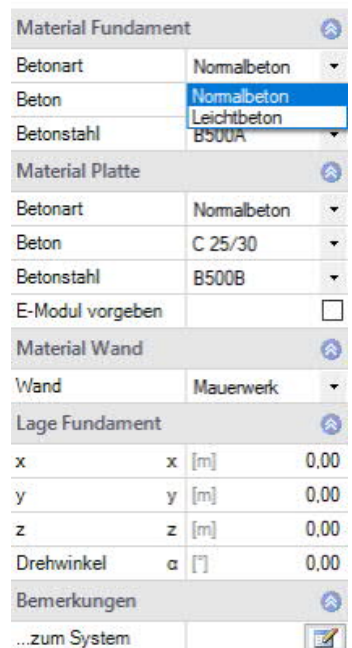 Material Fundament
Betonart Normalbeton
Beton Normalbeton
Leichtbeton
Betonstahl B500A
Material Platte
Betonart Normalbeton
Beton C 25/30
Betonstahl B500B
E-Modul vorgeben
Material Wand
Wand Mauerwerk
Lage Fundament
x x [m] 0,00
y y [m] 0,00
z z [m] 0,00
Drehwinkel α [°] 0,00
Bemerkungen
...zum System